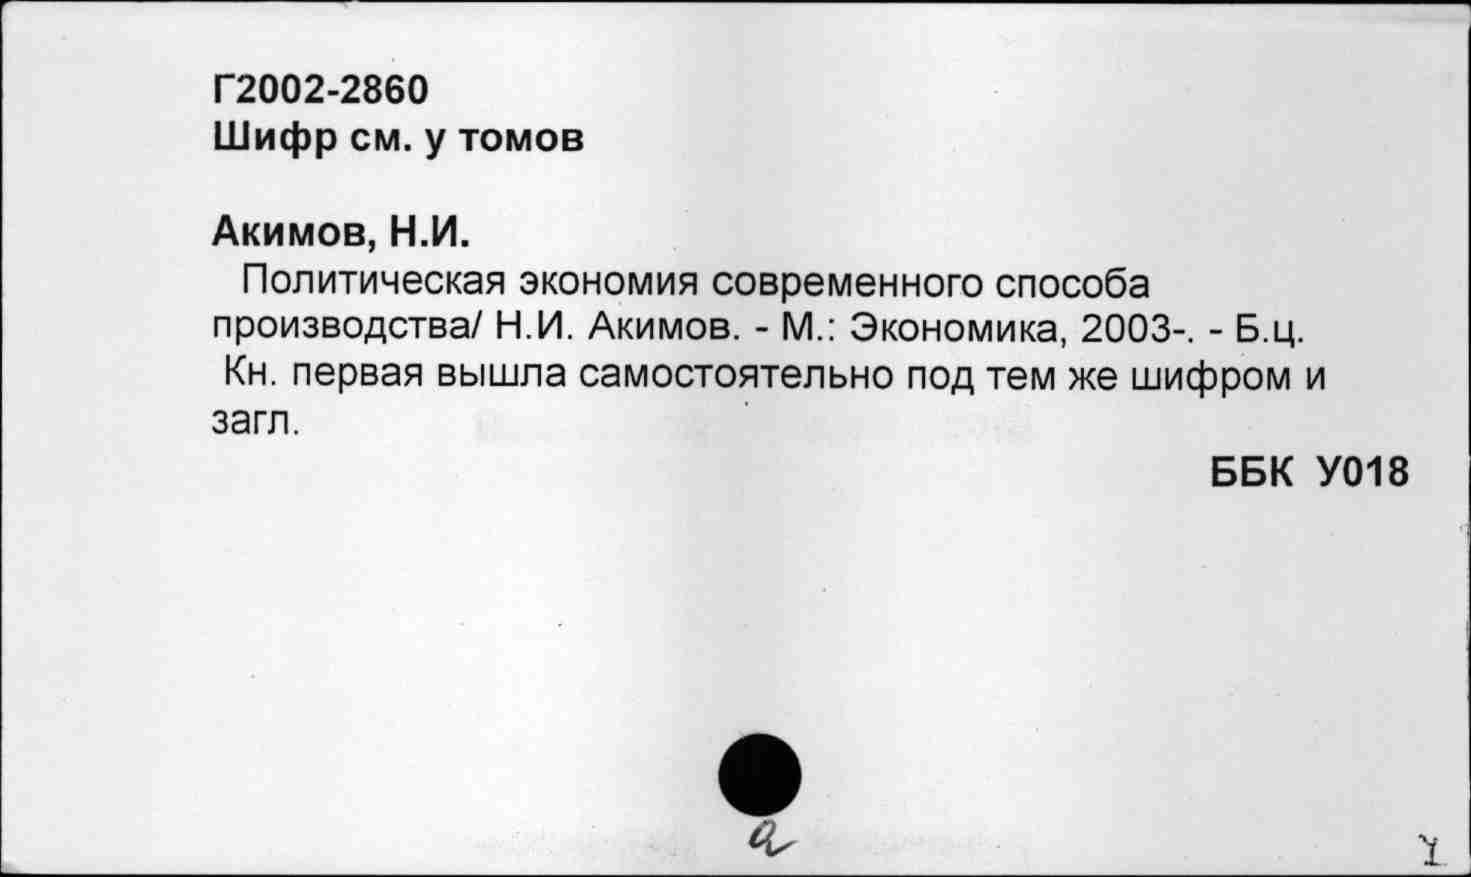 Г2002-2860
Шифр см. у томов
Акимов, Н.И.
Политическая экономия современного способа
производства/ Н.И. Акимов. - М.: Экономика, 2003-. - Б.ц.
Кн. первая вышла самостоятельно под тем же шифром и
загл.
ББК У018